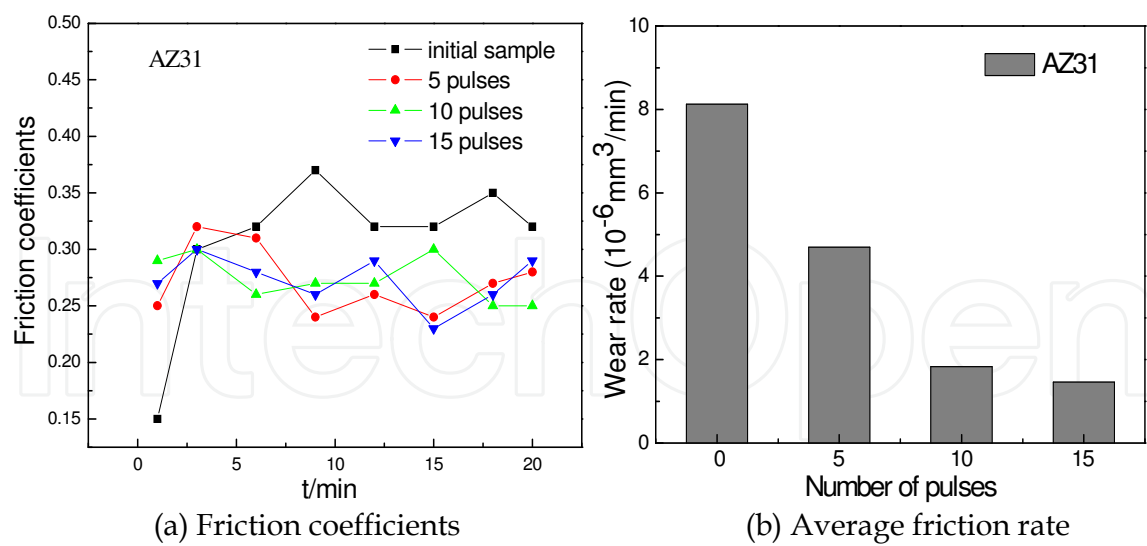 0.50
0.45
0.40
0.35
0.30
0.25
0.20
0.15
Friction coefficients
AZ31
initial sample
5 pulses
10 pulses
15 pulses
0 5 10 15 20
t/min
(a) Friction coefficients
10
8
6
4
2
0
Wear rate (10⁻⁶mm³/min)
AZ31
0 5 10 15
Number of pulses
(b) Average friction rate
IntechOpen